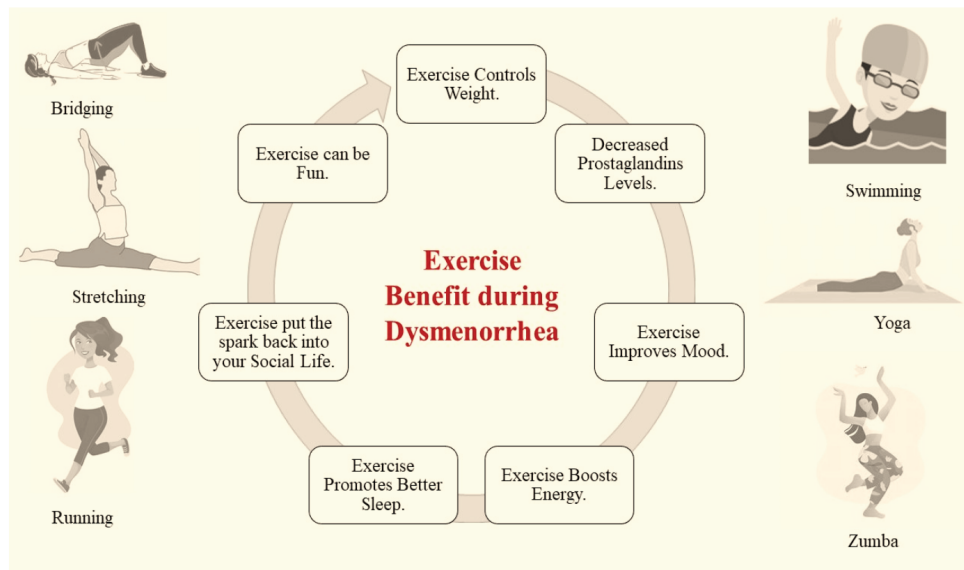 Bridging
Stretching
Running
Exercise Controls
Weight.
Decreased
Prostaglandins
Levels.
Exercise
Improves Mood.
Exercise Boosts
Energy.
Exercise
Promotes Better
Sleep.
Exercise put the
spark back into
your Social Life.
Exercise can be
Fun.
Exercise
Benefit during
Dysmenorrhea
Swimming
Yoga
Zumba